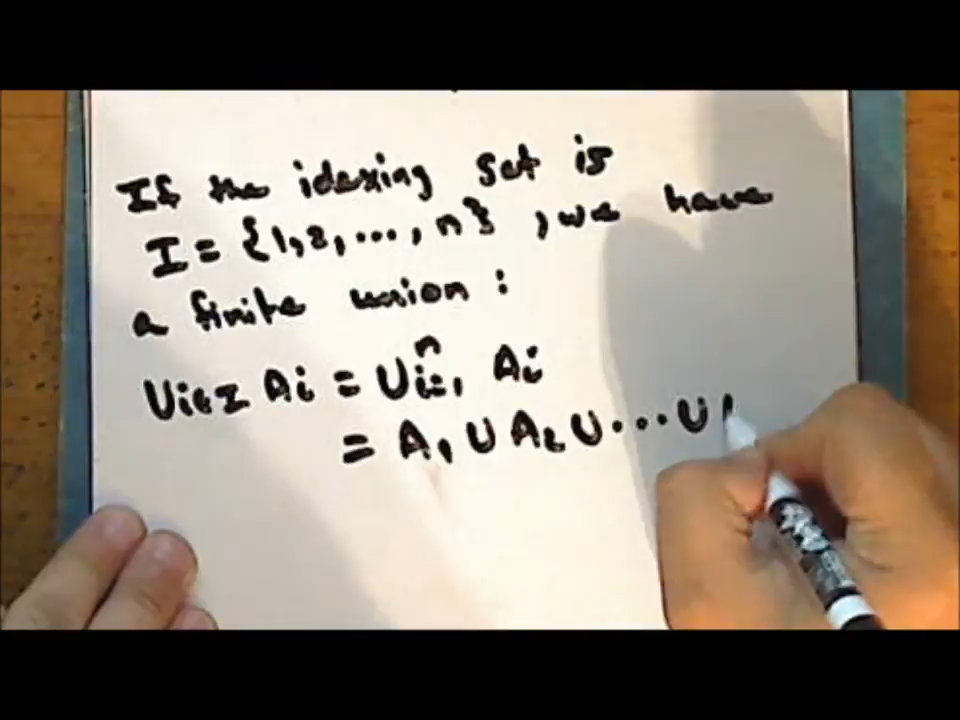 If the idexing set is
I = {1,2,...,n} , we have
a finite union :
∪i∈I Ai = ∪ⁿi=1 Ai
= A₁ ∪ A₂ ∪ ... ∪